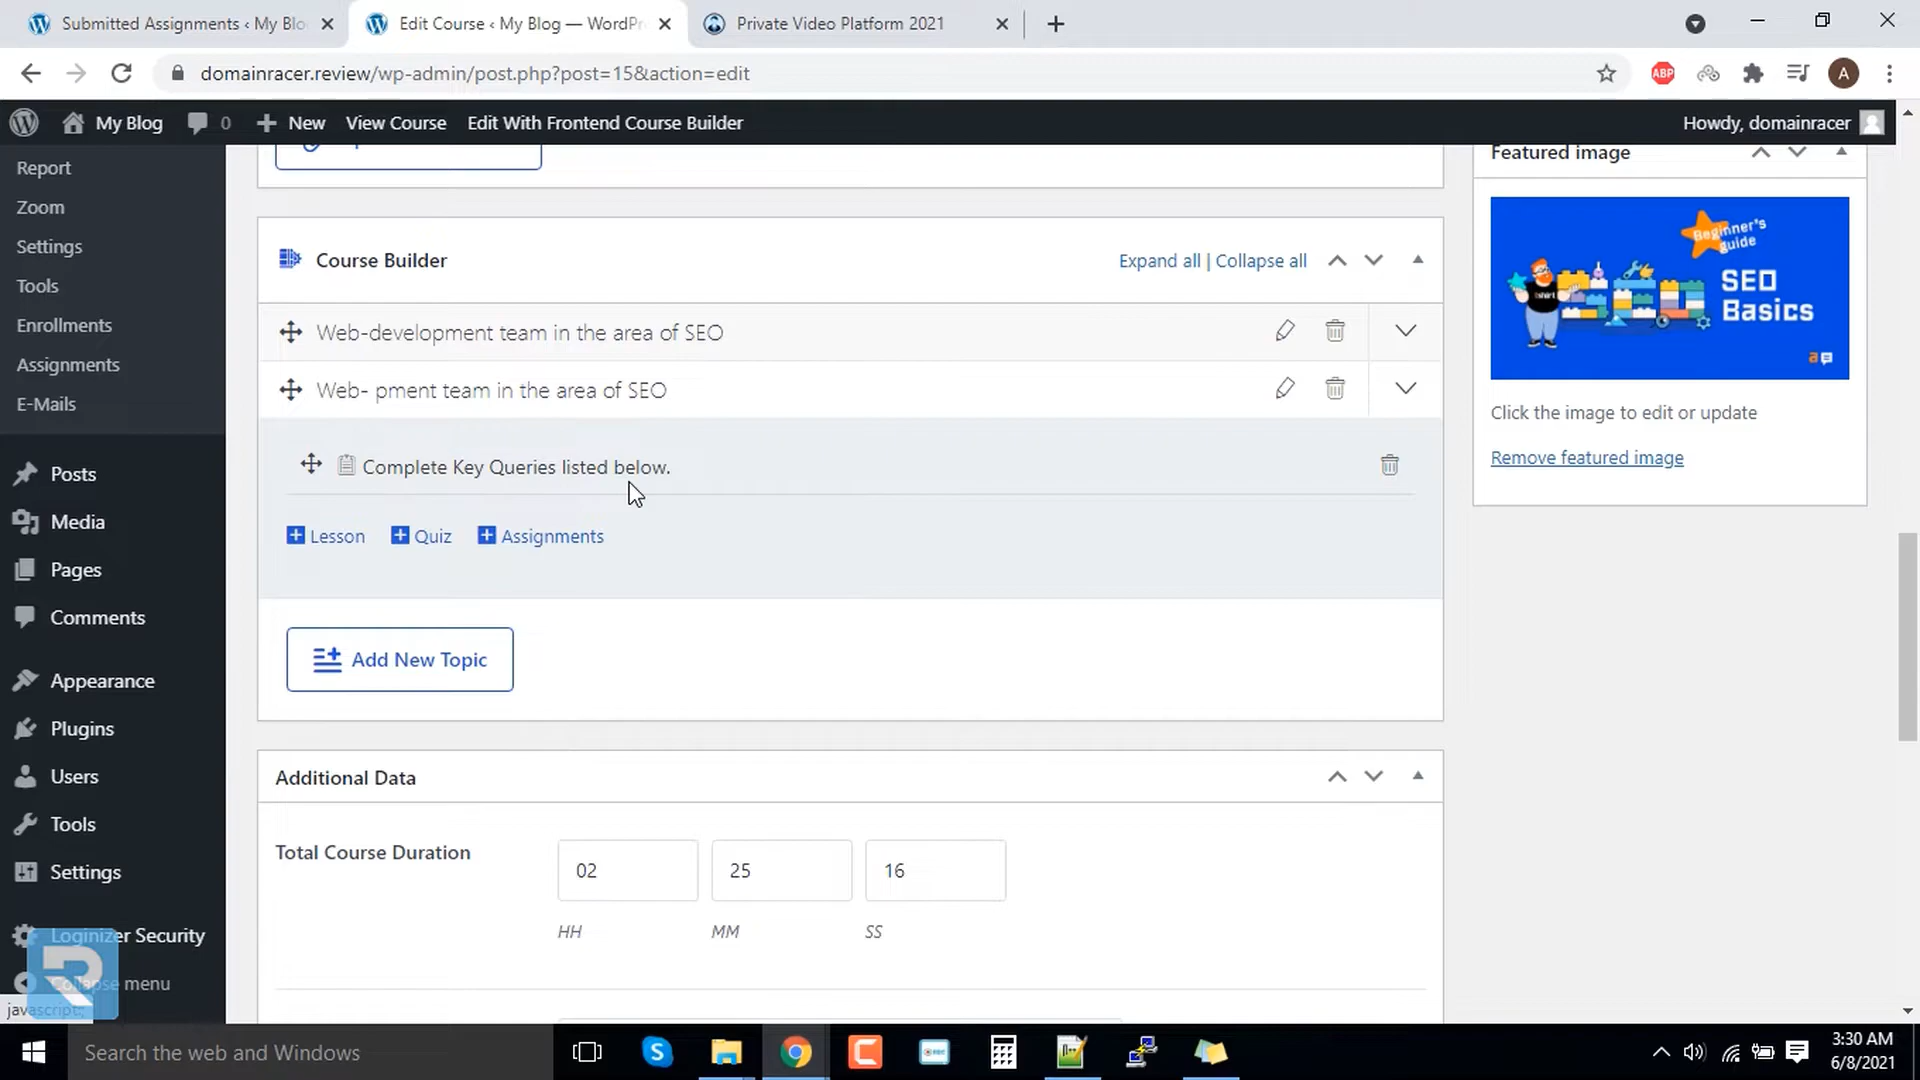 Submitted Assignments ‹ My Blo
Edit Course ‹ My Blog — WordPr
Private Video Platform 2021
domainracer.review/wp-admin/post.php?post=15&action=edit
ABP
A
My Blog
0
New
View Course
Edit With Frontend Course Builder
Howdy, domainracer
Report
Zoom
Settings
Tools
Enrollments
Assignments
E-Mails
Posts
Media
Pages
Comments
Appearance
Plugins
Users
Tools
Settings
Loginizer Security
Collapse menu
javascript:;
Course Builder
Expand all | Collapse all
Web-development team in the area of SEO
Web- pment team in the area of SEO
Complete Key Queries listed below.
Lesson
Quiz
Assignments
Add New Topic
Additional Data
Total Course Duration
02
25
16
HH
MM
SS
Featured image
Beginner's
guide
SEO
Basics
Click the image to edit or update
Remove featured image
Search the web and Windows
3:30 AM
6/8/2021